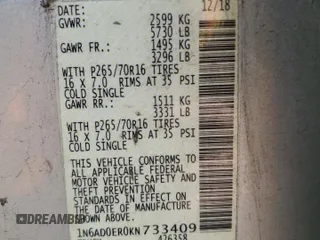 DATE: 12/18
GVWR: 2599 KG
5730 LB
GAWR FR.: 1495 KG
3296 LB
WITH P265/70R16 TIRES
16 X 7.0 RIMS AT 35 PSI
COLD SINGLE
GAWR RR.: 1511 KG
3331 LB
WITH P265/70R16 TIRES
16 X 7.0 RIMS AT 35 PSI
COLD SINGLE
THIS VEHICLE CONFORMS TO
ALL APPLICABLE FEDERAL
MOTOR VEHICLE SAFETY AND
THEFT PREVENTION
STANDARDS IN EFFECT ON THE
DATE OF MANUFACTURE
SHOWN ABOVE.
1N6AD0ER0KN733409
426358
DREAMBID